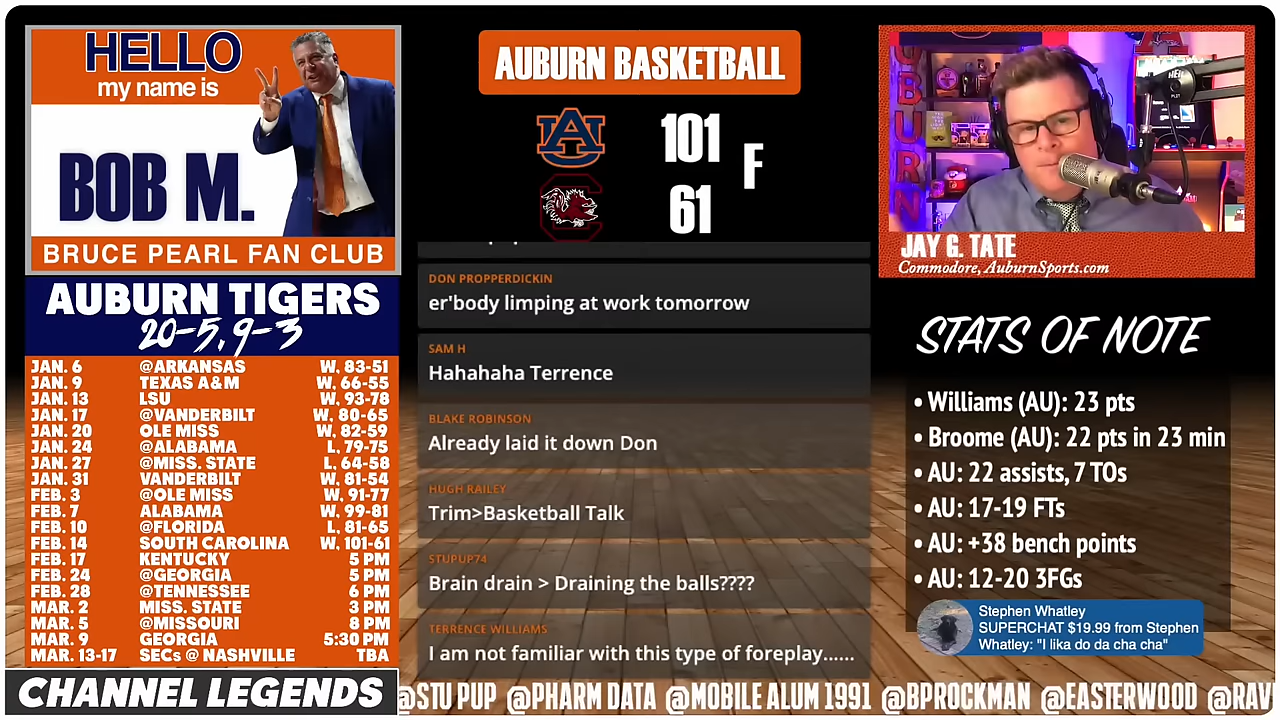 HELLO
my name is
BOB M.
BRUCE PEARL FAN CLUB
AUBURN TIGERS
20-5, 9-3
JAN. 6 @ARKANSAS W, 83-51
JAN. 9 TEXAS A&M W, 66-55
JAN. 13 LSU W, 93-78
JAN. 17 @VANDERBILT W, 80-65
JAN. 20 OLE MISS W, 82-59
JAN. 24 @ALABAMA L, 79-75
JAN. 27 @MISS. STATE L, 64-58
JAN. 31 VANDERBILT W, 81-54
FEB. 3 @OLE MISS W, 91-77
FEB. 7 ALABAMA W, 99-81
FEB. 10 @FLORIDA L, 81-65
FEB. 14 SOUTH CAROLINA W, 101-61
FEB. 17 KENTUCKY 5 PM
FEB. 24 @GEORGIA 5 PM
FEB. 28 @TENNESSEE 6 PM
MAR. 2 MISS. STATE 3 PM
MAR. 5 @MISSOURI 8 PM
MAR. 9 GEORGIA 5:30 PM
MAR. 13-17 SECs @ NASHVILLE TBA
AUBURN BASKETBALL
AU 101
F
C 61
DON PROPPERDICKIN
er'body limping at work tomorrow
SAM H
Hahahaha Terrence
BLAKE ROBINSON
Already laid it down Don
HUGH RAILEY
Trim>Basketball Talk
STUPUP74
Brain drain > Draining the balls????
TERRENCE WILLIAMS
I am not familiar with this type of foreplay......
JAY G. TATE
Commodore, AuburnSports.com
STATS OF NOTE
• Williams (AU): 23 pts
• Broome (AU): 22 pts in 23 min
• AU: 22 assists, 7 TOs
• AU: 17-19 FTs
• AU: +38 bench points
• AU: 12-20 3FGs
Stephen Whatley
SUPERCHAT $19.99 from Stephen
Whatley: "I lika do da cha cha"
CHANNEL LEGENDS
@STU PUP @PHARM DATA @MOBILE ALUM 1991 @BPROCKMAN @EASTERWOOD @RAV